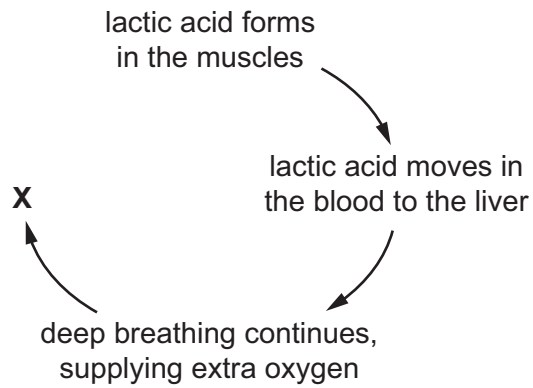 lactic acid forms
in the muscles
lactic acid moves in
the blood to the liver
X
deep breathing continues,
supplying extra oxygen